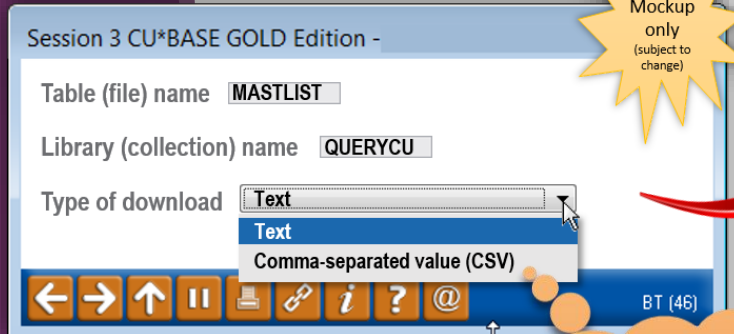 Mockup
only
(subject to
change)
Session 3 CU*BASE GOLD Edition -
Table (file) name MASTLIST
Library (collection) name QUERYCU
Type of download Text
Text
Comma-separated value (CSV)
i ? @ BT (46)